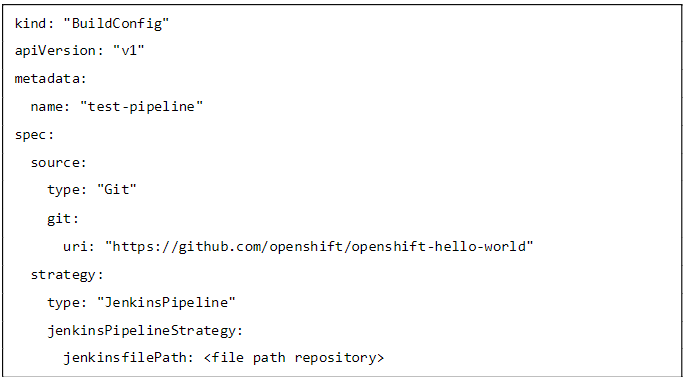 kind: "BuildConfig"
apiVersion: "v1"
metadata:
  name: "test-pipeline"
spec:
  source:
    type: "Git"
    git:
      uri: "https://github.com/openshift/openshift-hello-world"
  strategy:
    type: "JenkinsPipeline"
    jenkinsPipelineStrategy:
      jenkinsfilePath: <file path repository>